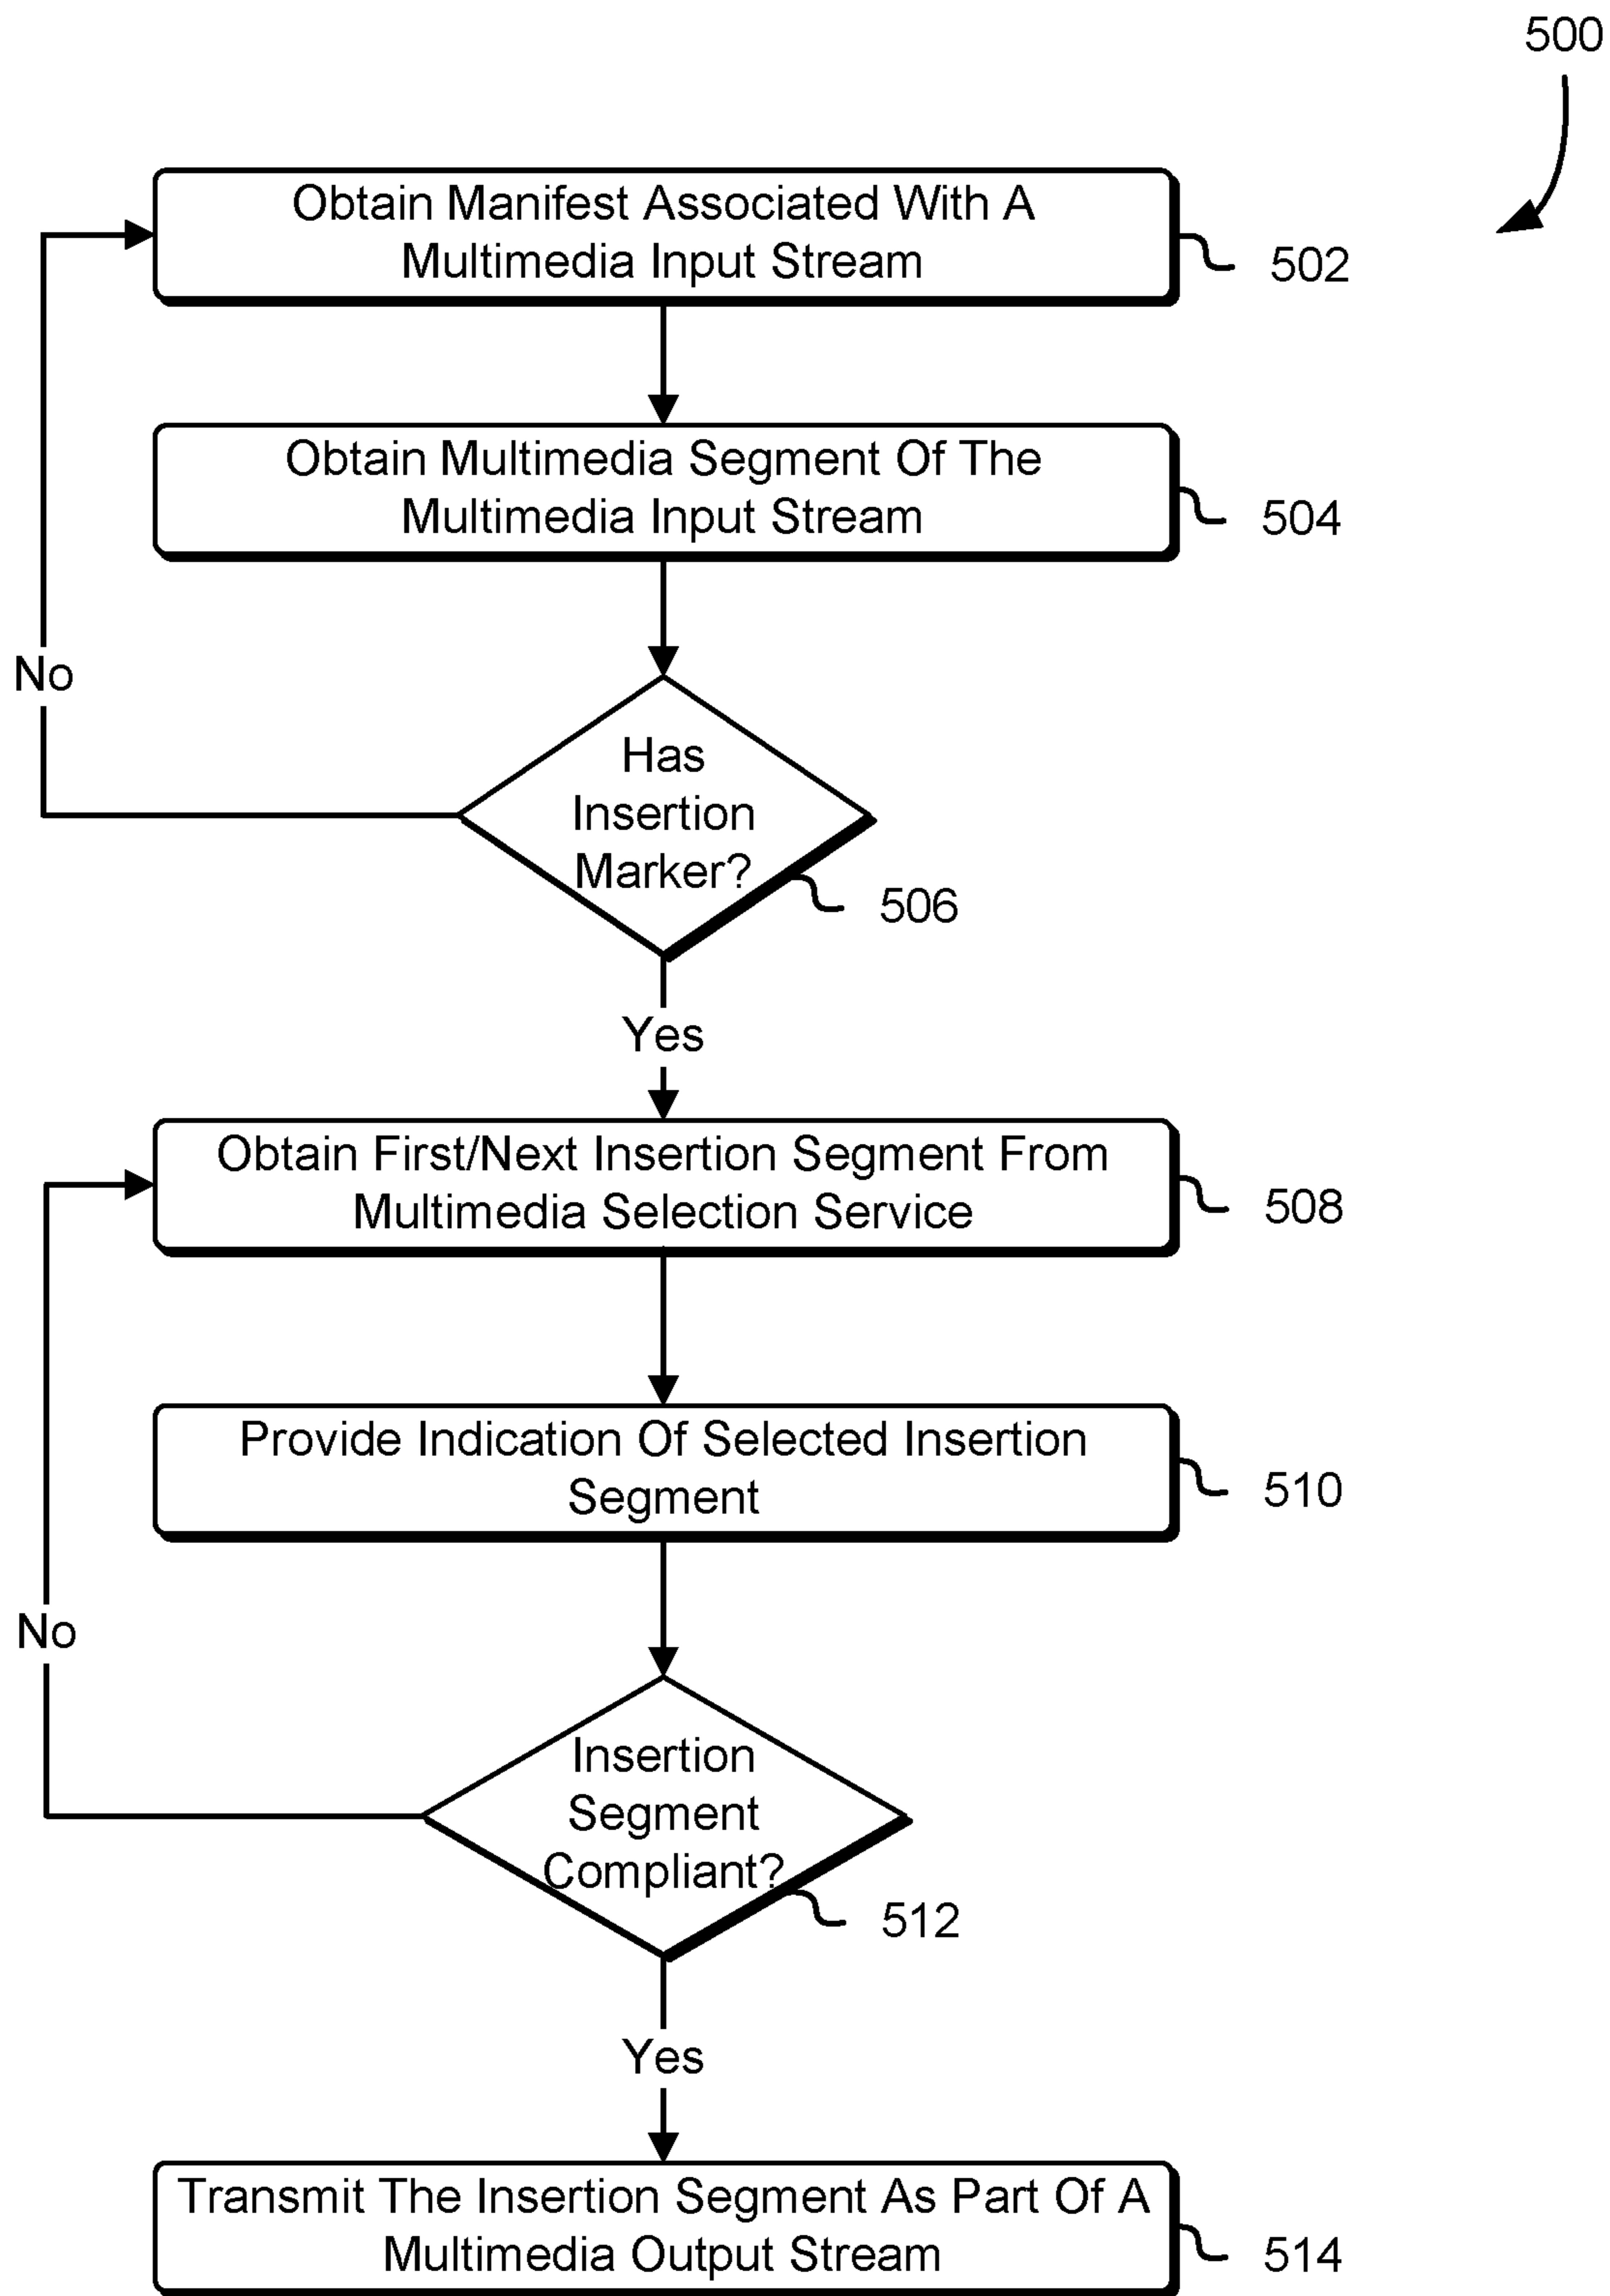 500
Obtain Manifest Associated With A
Multimedia Input Stream
502
Obtain Multimedia Segment Of The
Multimedia Input Stream
504
No
Has
Insertion
Marker?
506
Yes
Obtain First/Next Insertion Segment From
Multimedia Selection Service
508
Provide Indication Of Selected Insertion
Segment
510
No
Insertion
Segment
Compliant?
512
Yes
Transmit The Insertion Segment As Part Of A
Multimedia Output Stream
514